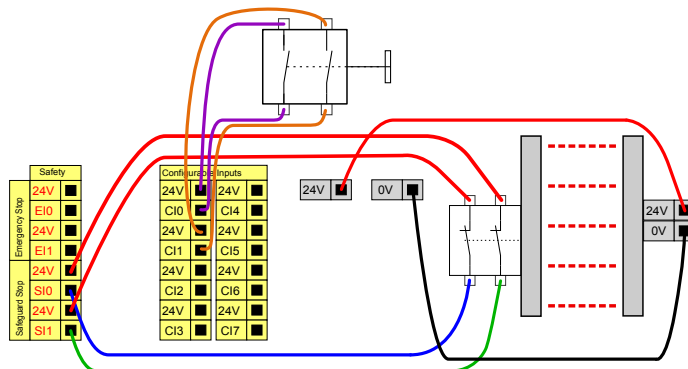 Safety
Emergency Stop
24V
EI0
24V
EI1
Safeguard Stop
24V
SI0
24V
SI1
Configurable Inputs
24V 24V
CI0 CI4
24V 24V
CI1 CI5
24V 24V
CI2 CI6
24V 24V
CI3 CI7
24V
0V
24V
0V